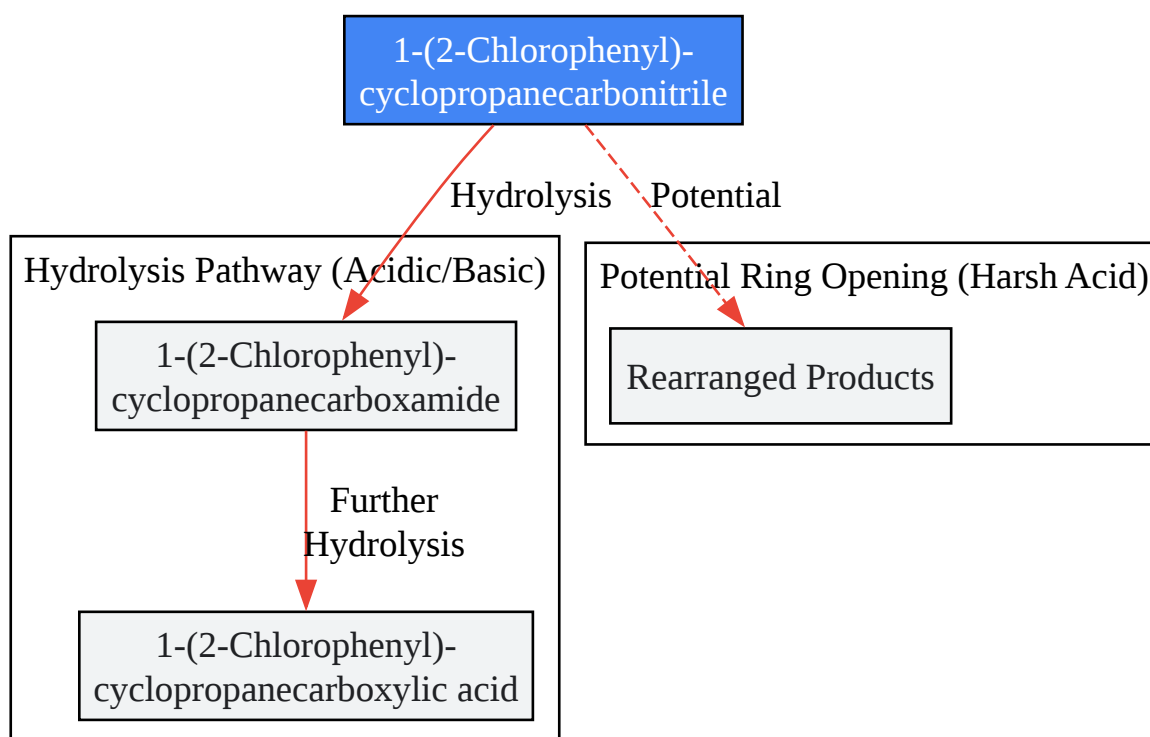 1-(2-Chlorophenyl)-
cyclopropanecarbonitrile
Hydrolysis
Potential
Hydrolysis Pathway (Acidic/Basic)
1-(2-Chlorophenyl)-
cyclopropanecarboxamide
Further
Hydrolysis
1-(2-Chlorophenyl)-
cyclopropanecarboxylic acid
Potential Ring Opening (Harsh Acid)
Rearranged Products